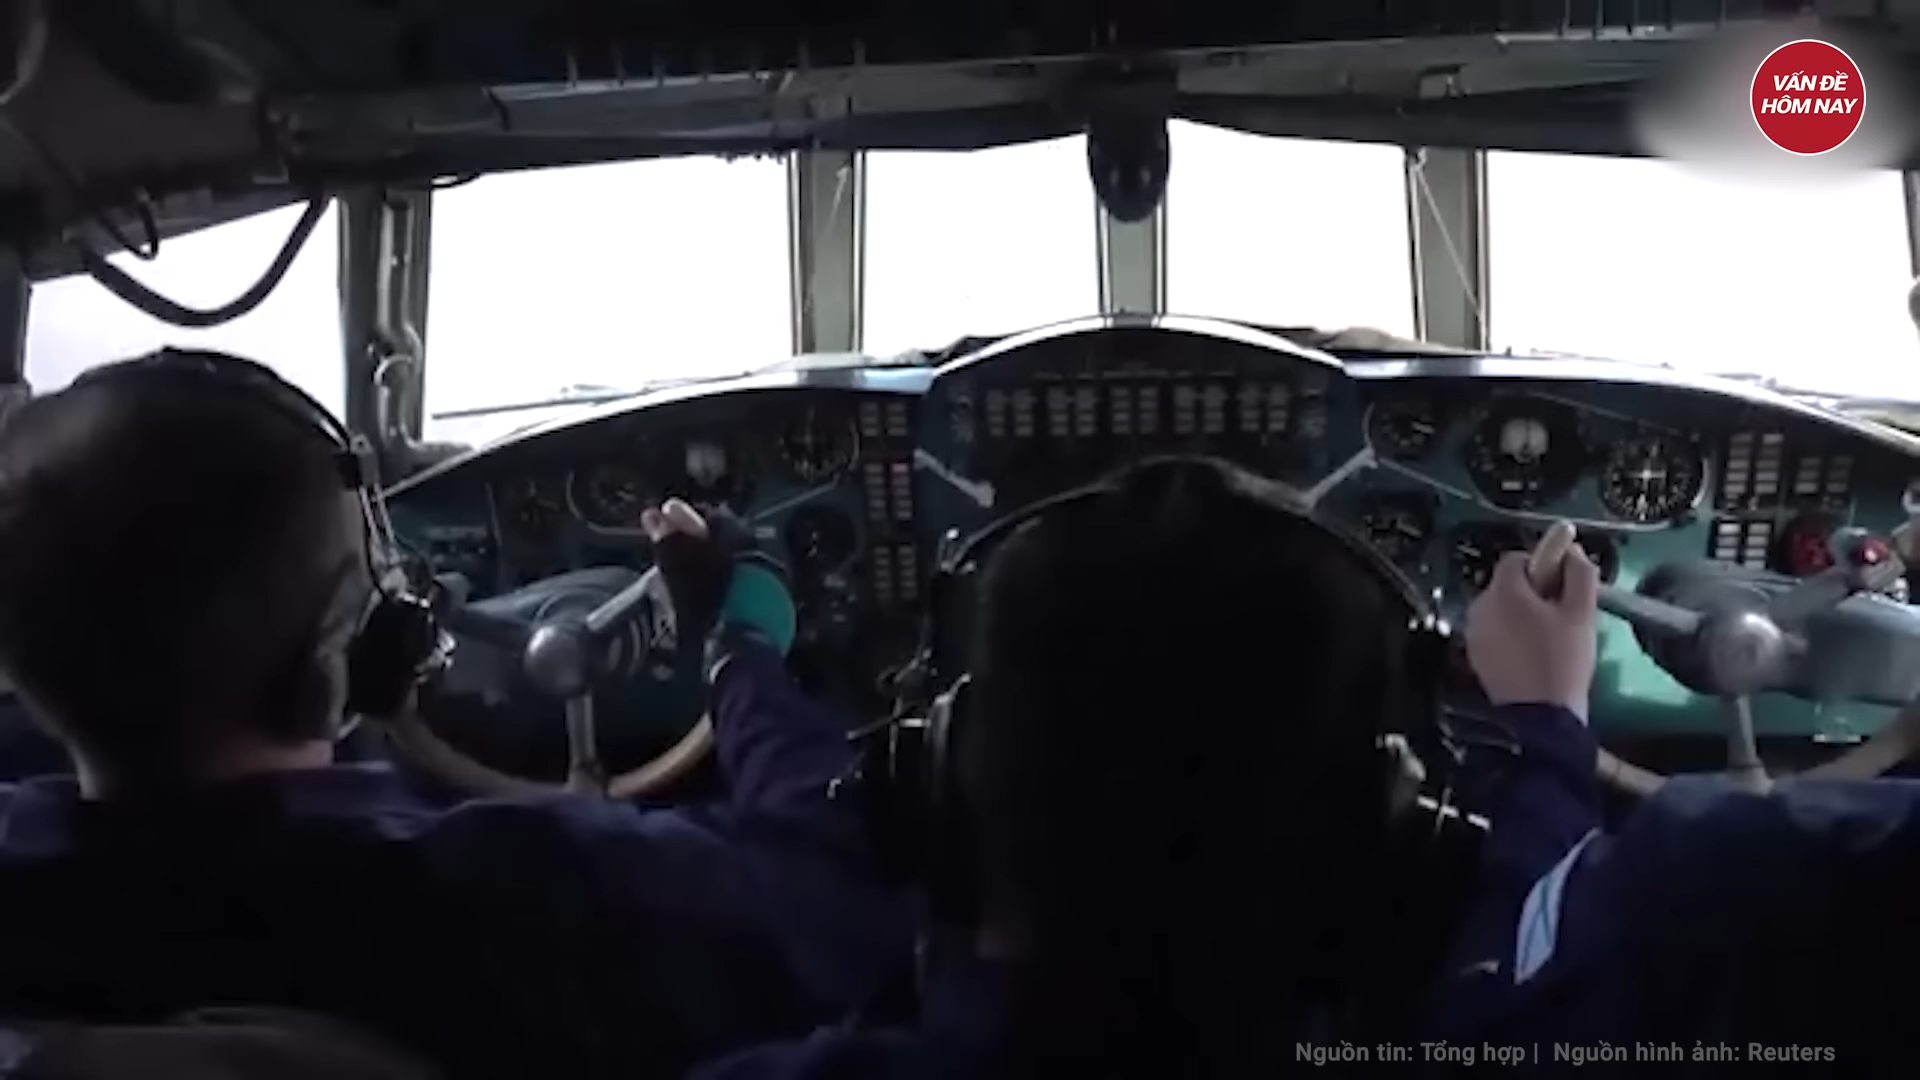 VẤN ĐỀ
HÔM NAY
Nguồn tin: Tổng hợp | Nguồn hình ảnh: Reuters